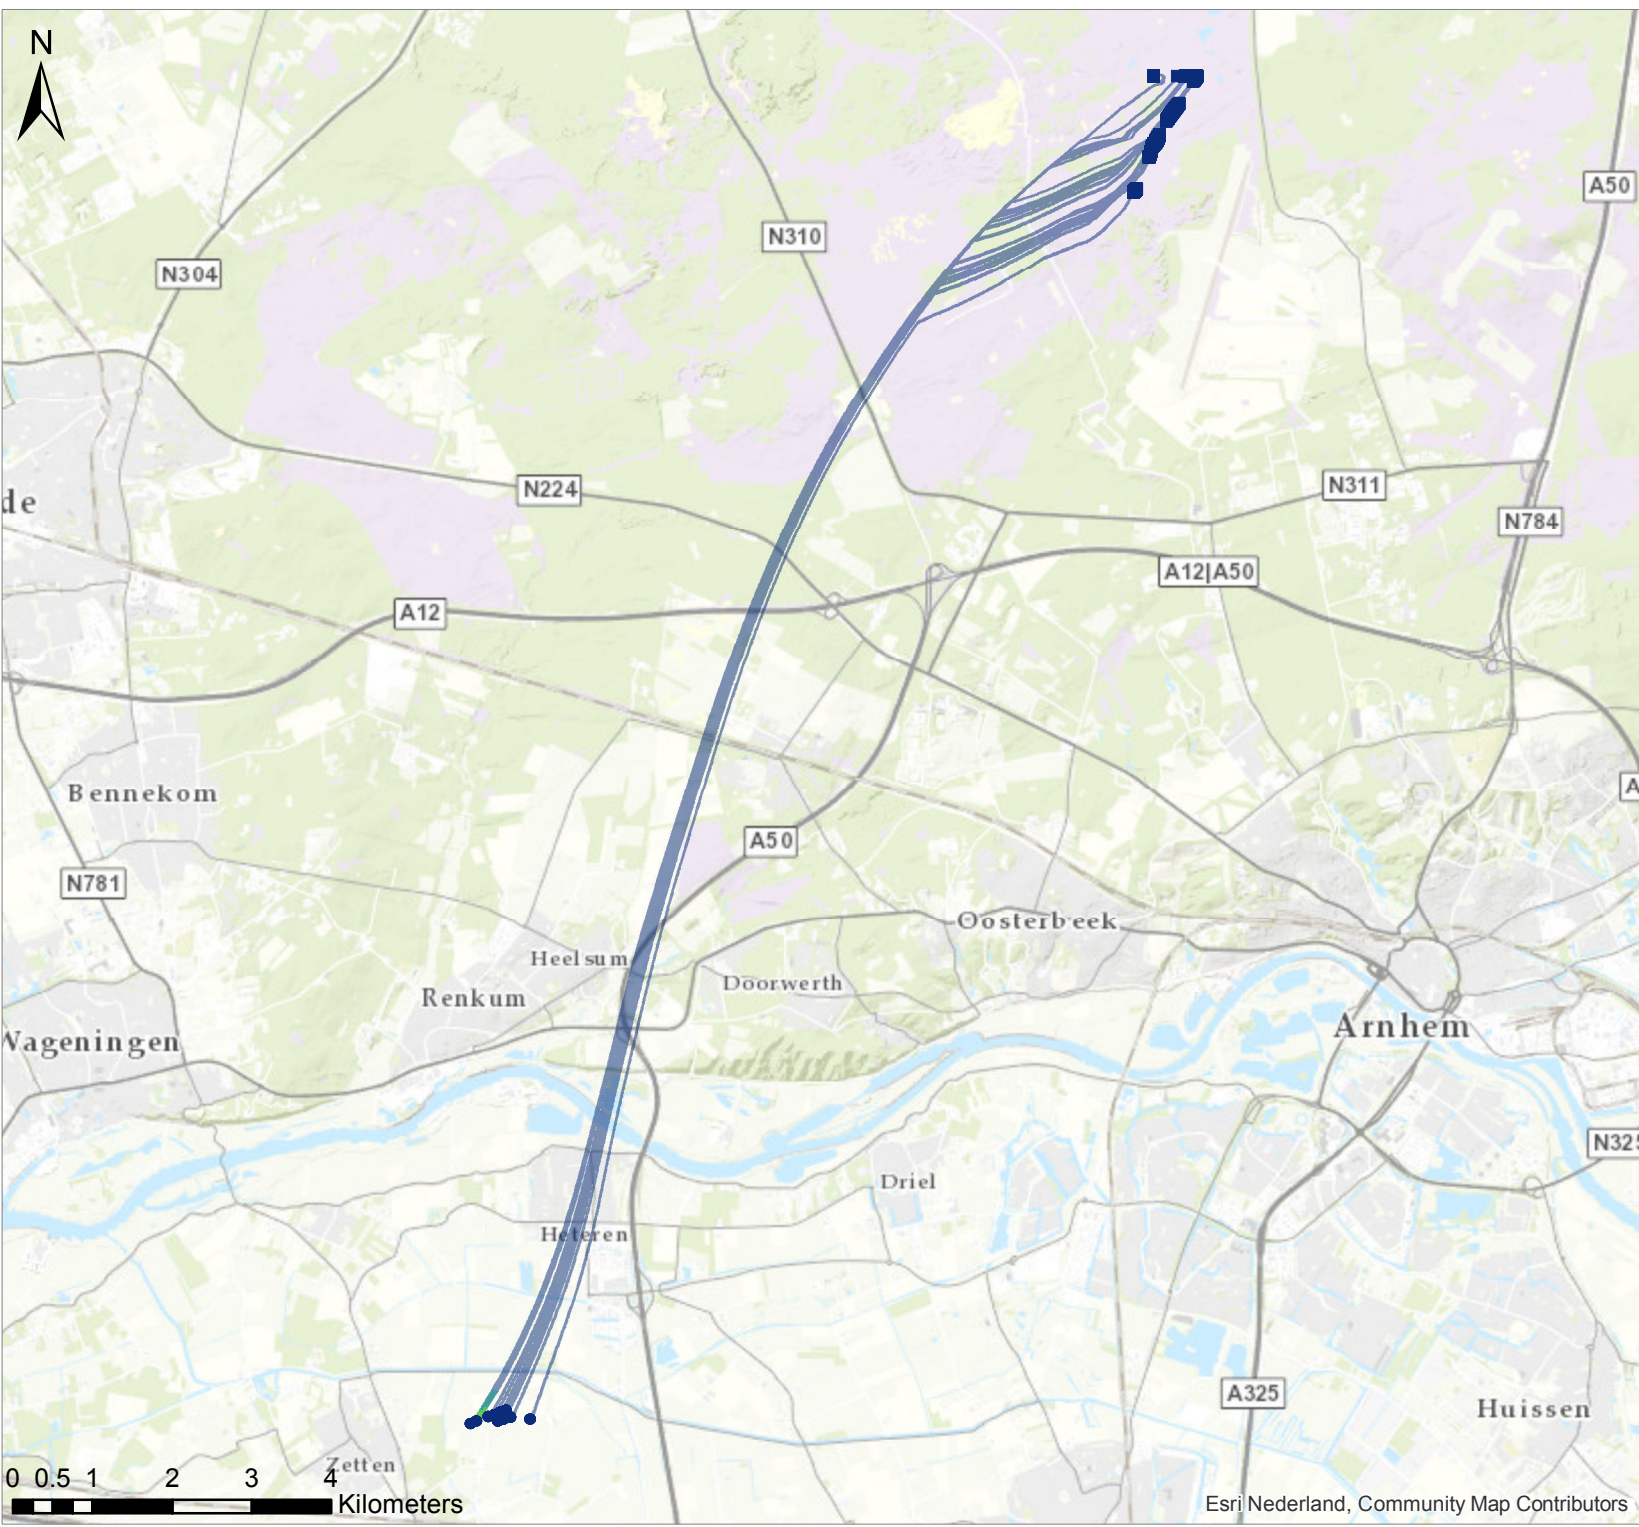 N
A50
N310
N304
de
N224
N311
N784
A12|A50
A12
Bennekom
A
A50
N781
Oosterbeek
Heelsum
Doorwerth
Renkum
Arnhem
Wageningen
N325
Driel
Heteren
A325
Huissen
Zetten
0 0.5 1 2 3 4
Kilometers
Esri Nederland, Community Map Contributors